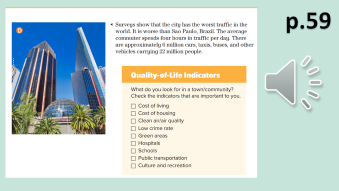 p.59
• Surveys show that the city has the worst traffic in the
world. It is worse than Sao Paulo, Brazil. The average
commuter spends four hours in traffic per day. There
are approximately 6 million cars, taxis, buses, and other
vehicles carrying 22 million people.
Quality-of-Life Indicators
What do you look for in a town/community?
Check the indicators that are important to you.
Cost of living
Cost of housing
Clean air/air quality
Low crime rate
Green areas
Hospitals
Schools
Public transportation
Culture and recreation